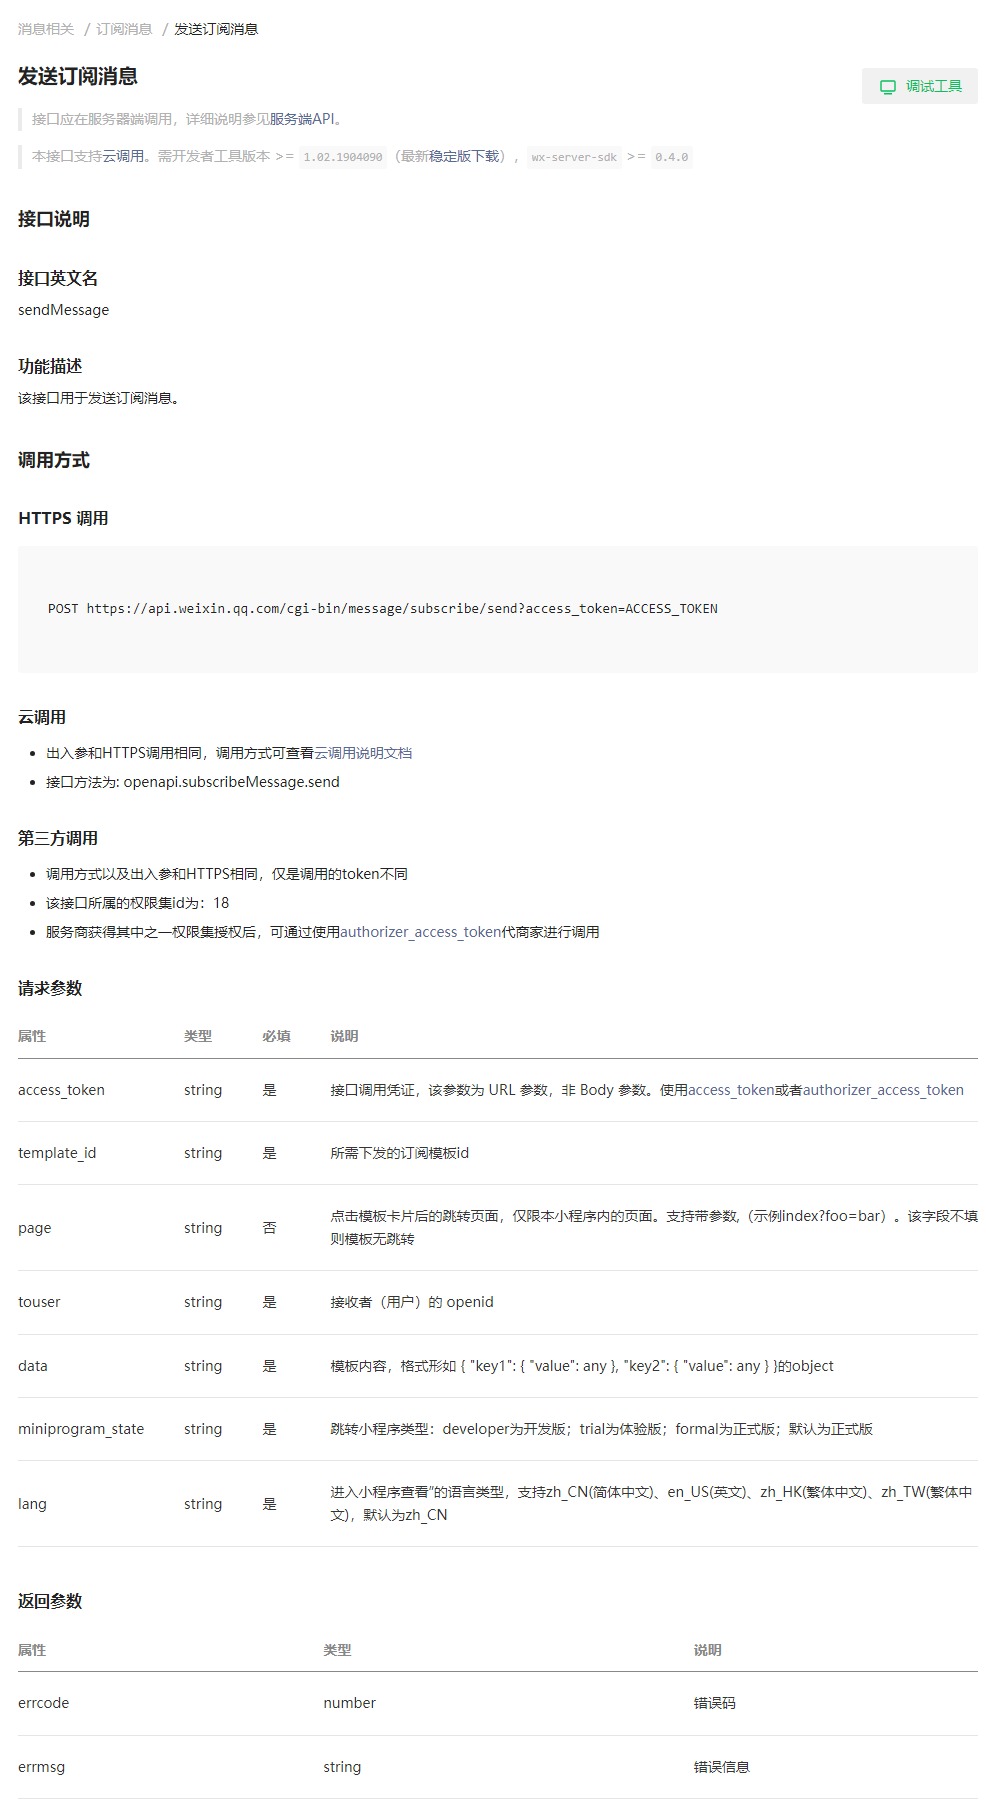 消息相关 / 订阅消息 / 发送订阅消息
发送订阅消息
调试工具
接口应在服务器端调用，详细说明参见服务端API。
本接口支持云调用。需开发者工具版本 >= 1.02.1904090（最新稳定版下载），wx-server-sdk >= 0.4.0
接口说明
接口英文名
sendMessage
功能描述
该接口用于发送订阅消息。
调用方式
HTTPS 调用
POST https://api.weixin.qq.com/cgi-bin/message/subscribe/send?access_token=ACCESS_TOKEN
云调用
• 出入参和HTTPS调用相同，调用方式可查看云调用说明文档
• 接口方法为: openapi.subscribeMessage.send
第三方调用
• 调用方式以及出入参和HTTPS相同，仅是调用的token不同
• 该接口所属的权限集id为：18
• 服务商获得其中之一权限集授权后，可通过使用authorizer_access_token代商家进行调用
请求参数
属性 类型 必填 说明
access_token string 是 接口调用凭证，该参数为 URL 参数，非 Body 参数。使用access_token或者authorizer_access_token
template_id string 是 所需下发的订阅模板id
page string 否 点击模板卡片后的跳转页面，仅限本小程序内的页面。支持带参数,（示例index?foo=bar）。该字段不填
则模板无跳转
touser string 是 接收者（用户）的 openid
data string 是 模板内容，格式形如 { "key1": { "value": any }, "key2": { "value": any } }的object
miniprogram_state string 是 跳转小程序类型：developer为开发版；trial为体验版；formal为正式版；默认为正式版
lang string 是 进入小程序查看”的语言类型，支持zh_CN(简体中文)、en_US(英文)、zh_HK(繁体中文)、zh_TW(繁体中
文)，默认为zh_CN
返回参数
属性 类型 说明
errcode number 错误码
errmsg string 错误信息